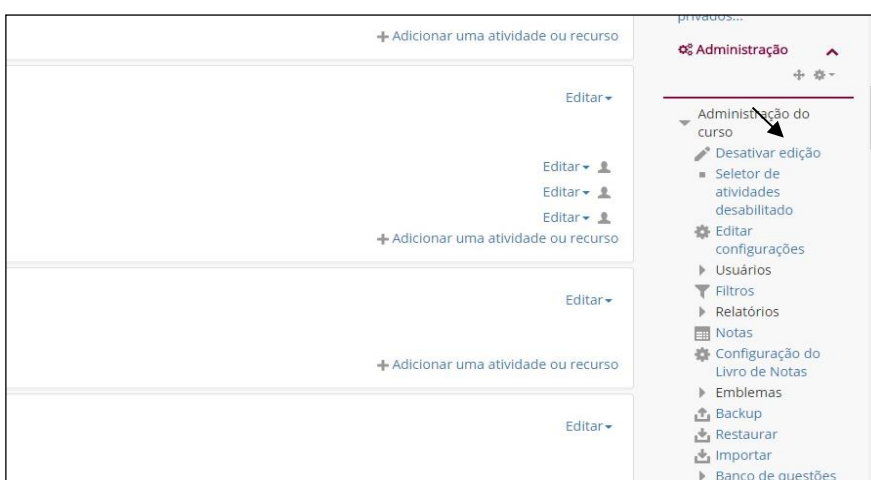 + Adicionar uma atividade ou recurso
Editar
Editar
Editar
Editar
+ Adicionar uma atividade ou recurso
Editar
+ Adicionar uma atividade ou recurso
Editar
privados...
Administração
Administração do
curso
Desativar edição
Seletor de
atividades
desabilitado
Editar
configurações
Usuários
Filtros
Relatórios
Notas
Configuração do
Livro de Notas
Emblemas
Backup
Restaurar
Importar
Banco de questões